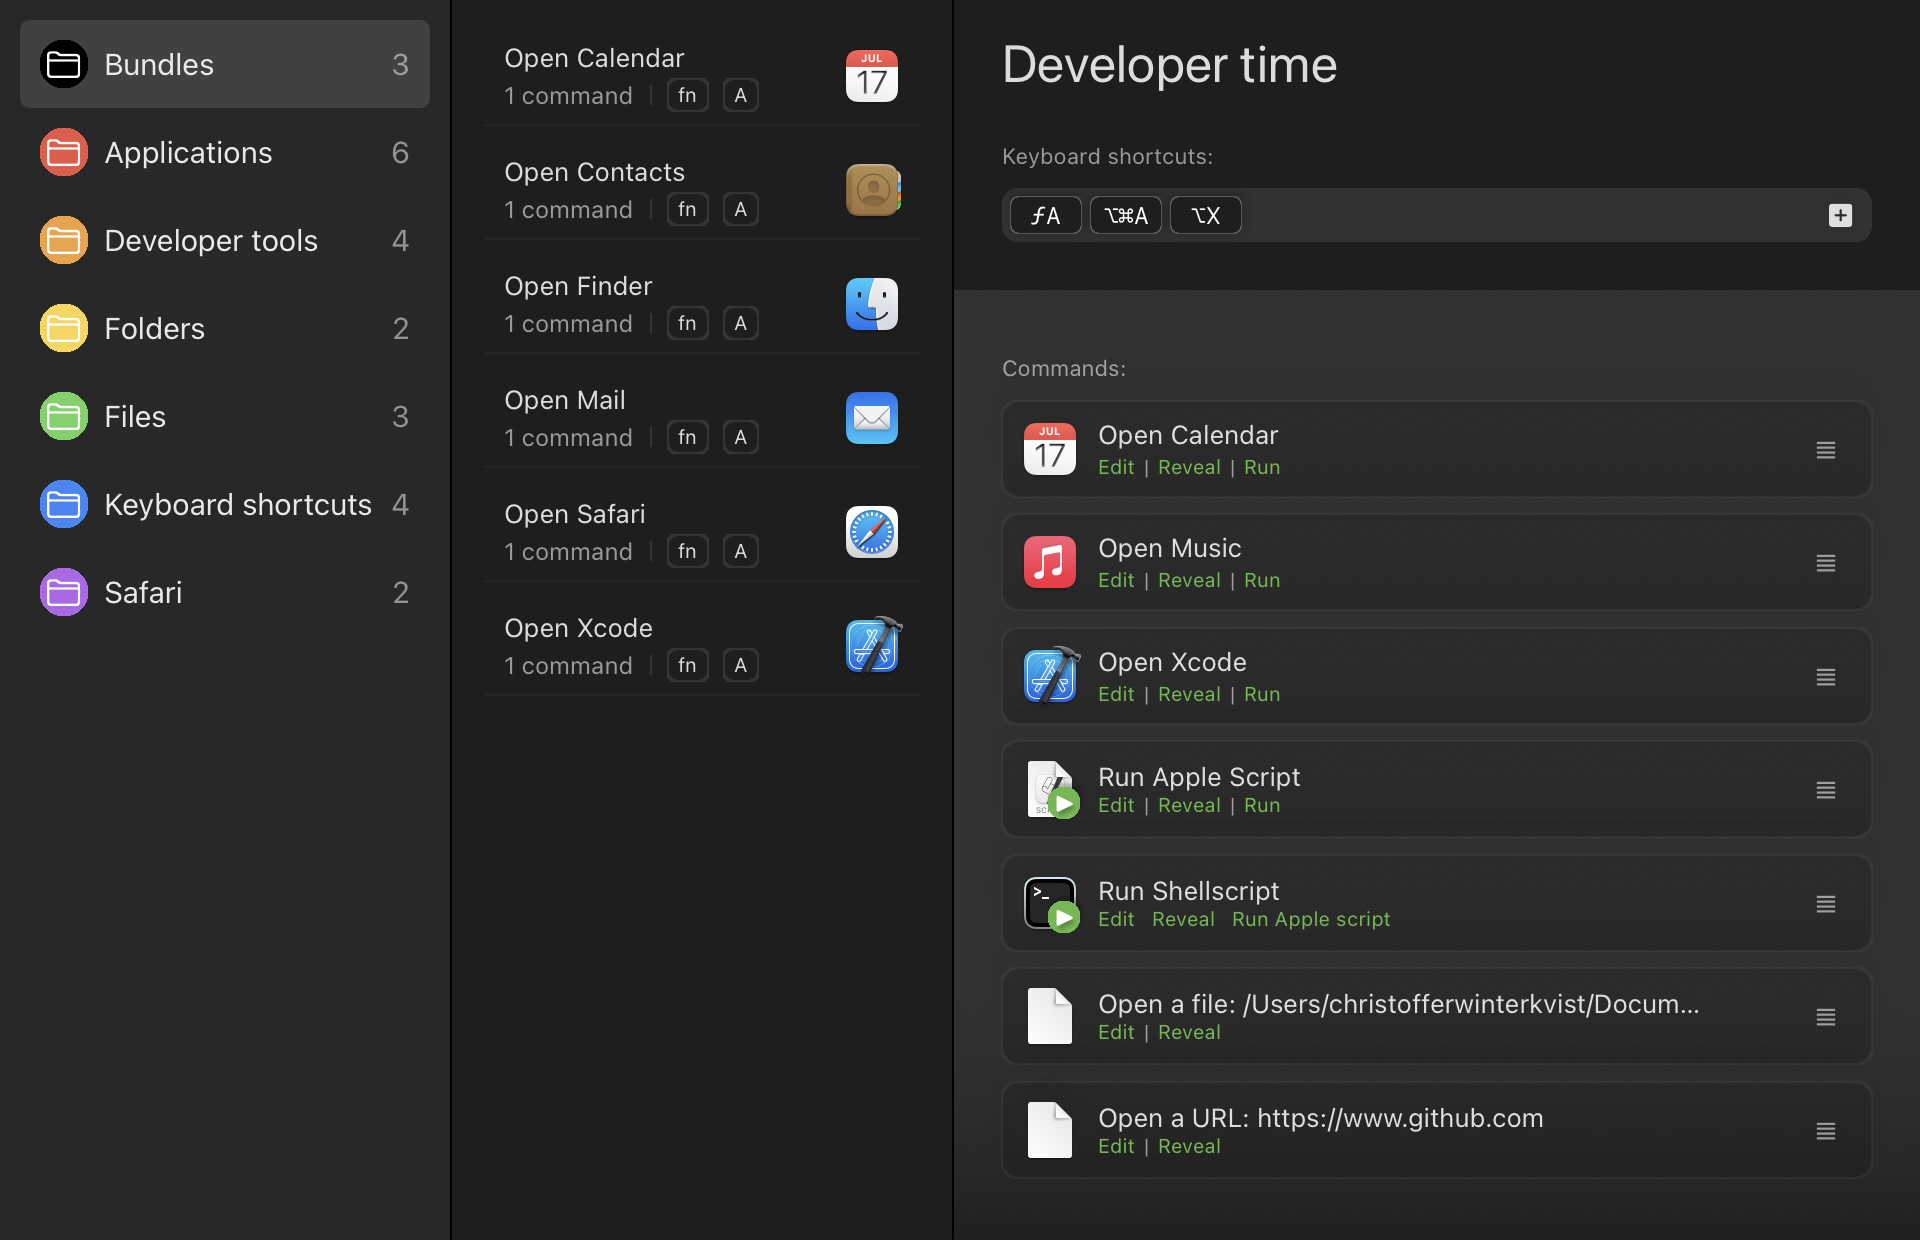 Bundles 3
Applications 6
Developer tools 4
Folders 2
Files 3
Keyboard shortcuts 4
Safari 2
Open Calendar
1 command | fn A
JUL
17
Open Contacts
1 command | fn A
Open Finder
1 command | fn A
Open Mail
1 command | fn A
Open Safari
1 command | fn A
Open Xcode
1 command | fn A
Developer time
Keyboard shortcuts:
ƒA ⌥⌘A ⌥X
Commands:
JUL
17
Open Calendar
Edit | Reveal | Run
Open Music
Edit | Reveal | Run
Open Xcode
Edit | Reveal | Run
Run Apple Script
Edit | Reveal | Run
>_
Run Shellscript
Edit Reveal Run Apple script
Open a file: /Users/christofferwinterkvist/Docum...
Edit | Reveal
Open a URL: https://www.github.com
Edit | Reveal